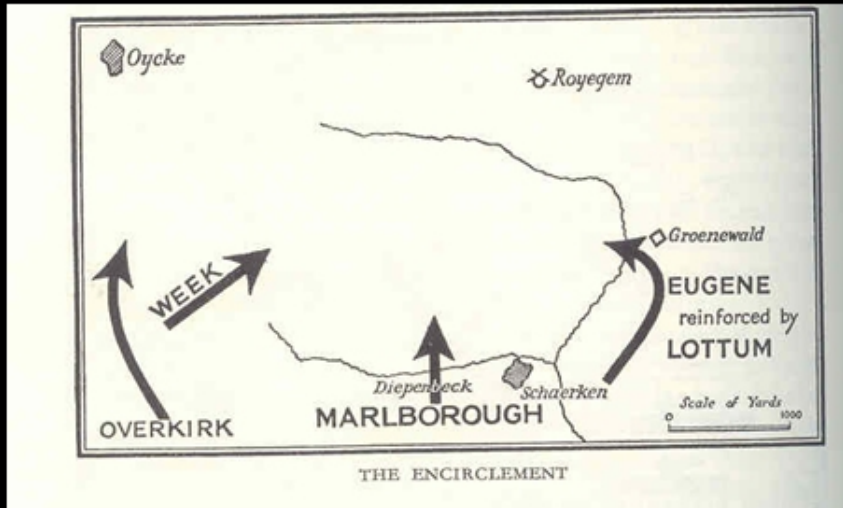 Oycke
Royegem
Groenewald
WEEK
EUGENE
reinforced by
LOTTUM
Diepenbeck
Schaerken
OVERKIRK
MARLBOROUGH
Scale of Yards
0 1000
THE ENCIRCLEMENT